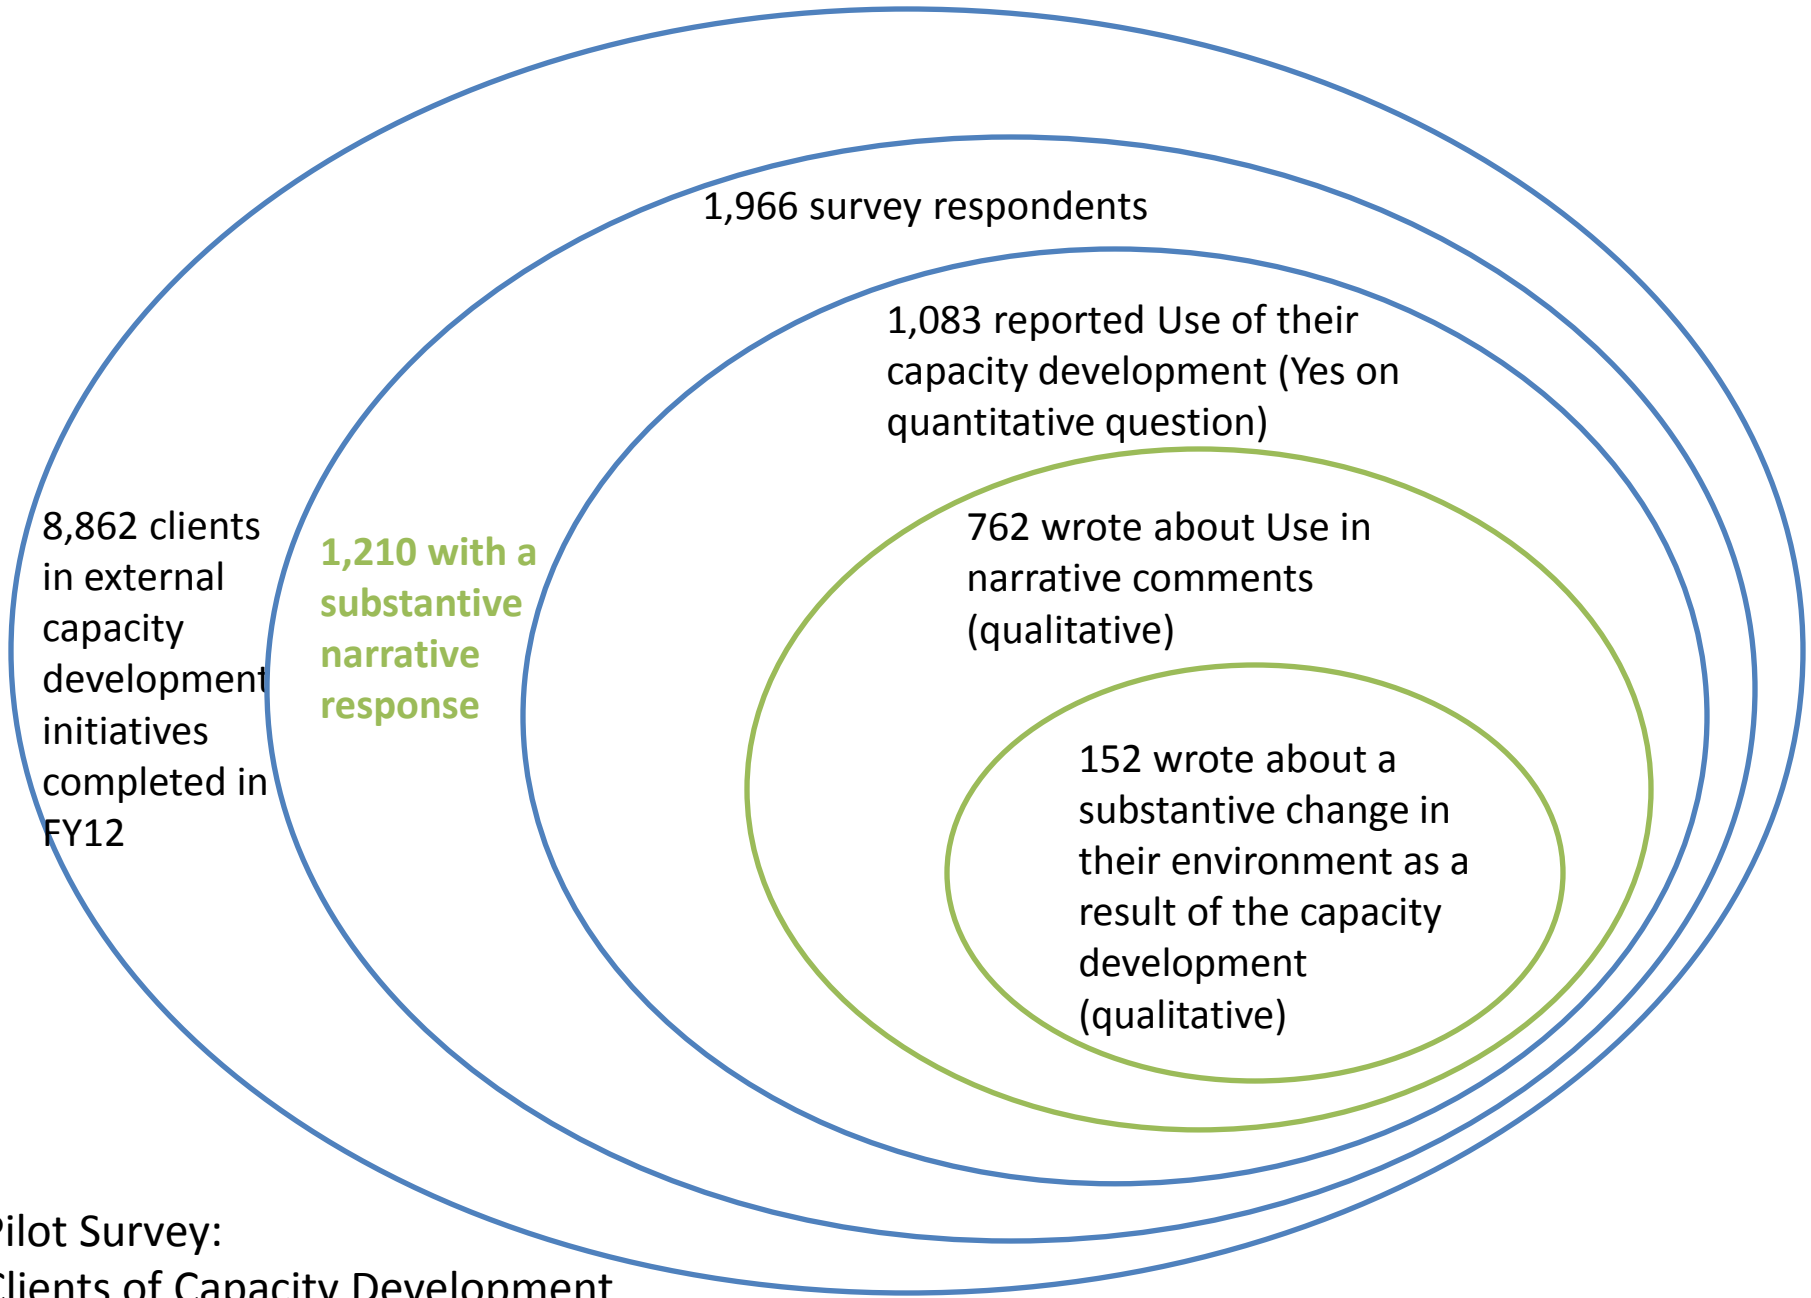 1,966 survey respondents
1,083 reported Use of their
capacity development (Yes on
quantitative question)
8,862 clients
in external
capacity
development
initiatives
completed in
FY12
1,210 with a
substantive
narrative
response
762 wrote about Use in
narrative comments
(qualitative)
152 wrote about a
substantive change in
their environment as a
result of the capacity
development
(qualitative)
Pilot Survey:
Clients of Capacity Development